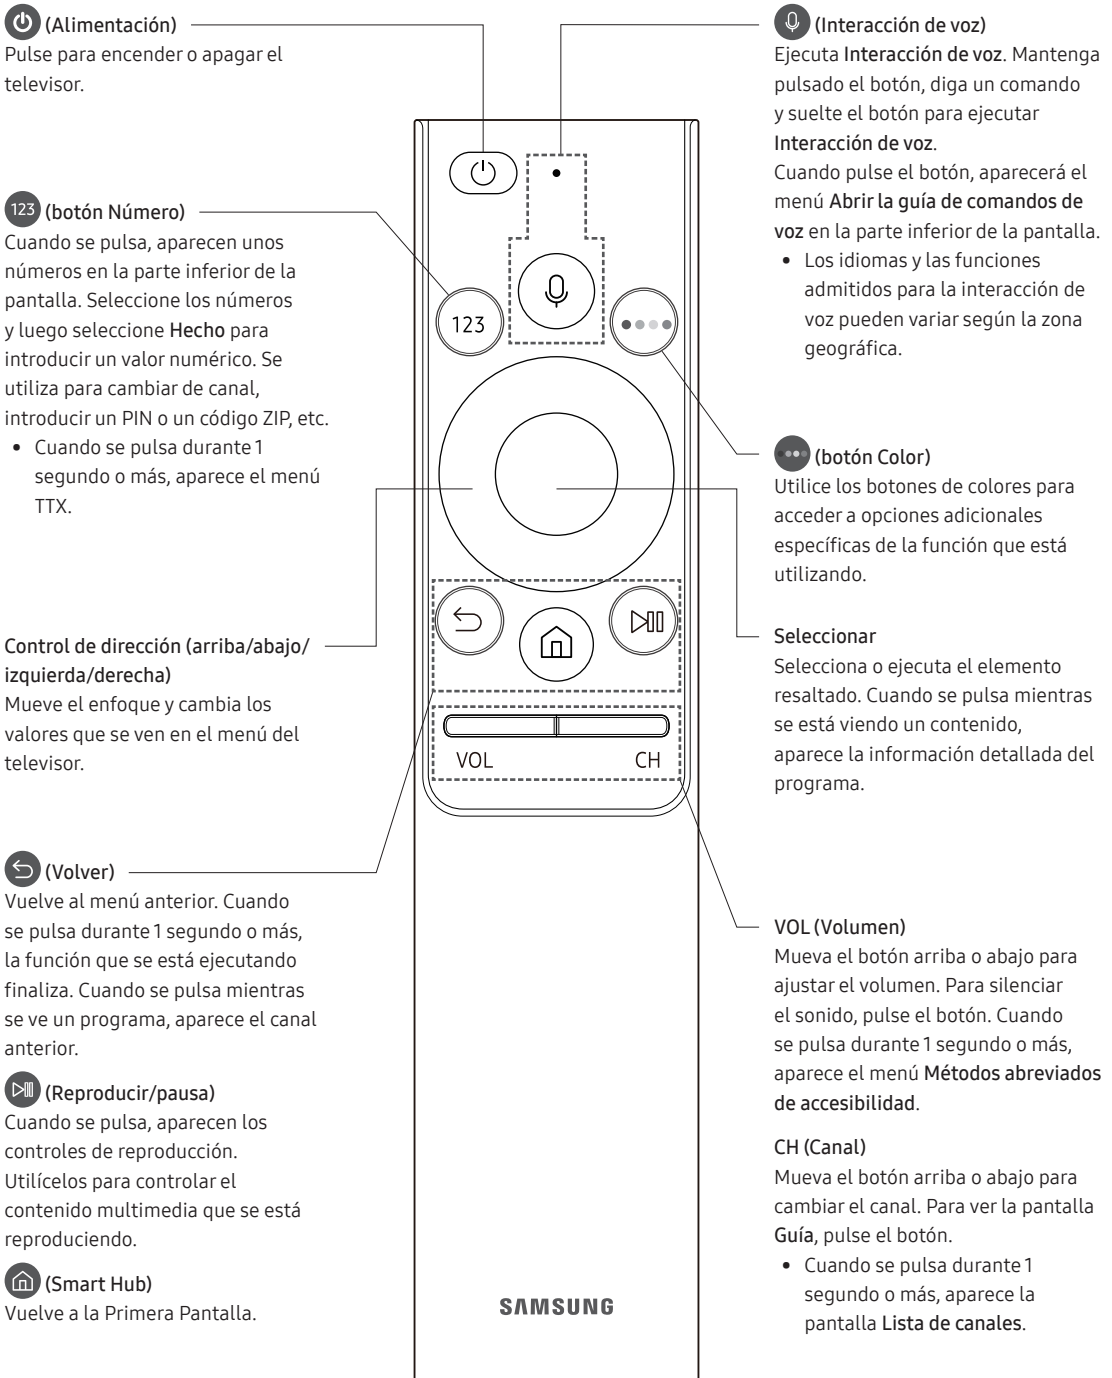 (Alimentación)
Pulse para encender o apagar el
televisor.
123 (botón Número)
Cuando se pulsa, aparecen unos
números en la parte inferior de la
pantalla. Seleccione los números
y luego seleccione Hecho para
introducir un valor numérico. Se
utiliza para cambiar de canal,
introducir un PIN o un código ZIP, etc.
• Cuando se pulsa durante 1
segundo o más, aparece el menú
TTX.
Control de dirección (arriba/abajo/
izquierda/derecha)
Mueve el enfoque y cambia los
valores que se ven en el menú del
televisor.
(Volver)
Vuelve al menú anterior. Cuando
se pulsa durante 1 segundo o más,
la función que se está ejecutando
finaliza. Cuando se pulsa mientras
se ve un programa, aparece el canal
anterior.
(Reproducir/pausa)
Cuando se pulsa, aparecen los
controles de reproducción.
Utilícelos para controlar el
contenido multimedia que se está
reproduciendo.
(Smart Hub)
Vuelve a la Primera Pantalla.
123
VOL
CH
SAMSUNG
(Interacción de voz)
Ejecuta Interacción de voz. Mantenga
pulsado el botón, diga un comando
y suelte el botón para ejecutar
Interacción de voz.
Cuando pulse el botón, aparecerá el
menú Abrir la guía de comandos de
voz en la parte inferior de la pantalla.
• Los idiomas y las funciones
admitidos para la interacción de
voz pueden variar según la zona
geográfica.
(botón Color)
Utilice los botones de colores para
acceder a opciones adicionales
específicas de la función que está
utilizando.
Seleccionar
Selecciona o ejecuta el elemento
resaltado. Cuando se pulsa mientras
se está viendo un contenido,
aparece la información detallada del
programa.
VOL (Volumen)
Mueva el botón arriba o abajo para
ajustar el volumen. Para silenciar
el sonido, pulse el botón. Cuando
se pulsa durante 1 segundo o más,
aparece el menú Métodos abreviados
de accesibilidad.
CH (Canal)
Mueva el botón arriba o abajo para
cambiar el canal. Para ver la pantalla
Guía, pulse el botón.
• Cuando se pulsa durante 1
segundo o más, aparece la
pantalla Lista de canales.